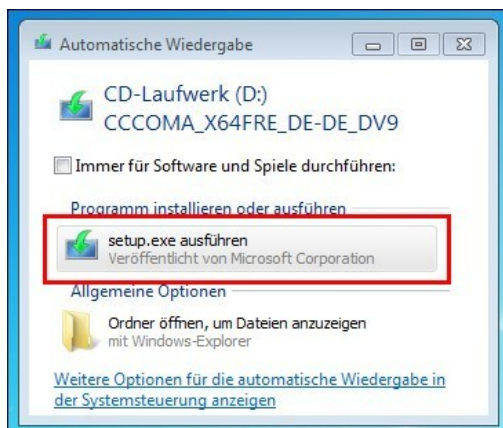 Automatische Wiedergabe
CD-Laufwerk (D:)
CCCOMA_X64FRE_DE-DE_DV9
Immer für Software und Spiele durchführen:
Programm installieren oder ausführen
setup.exe ausführen
Veröffentlicht von Microsoft Corporation
Allgemeine Optionen
Ordner öffnen, um Dateien anzuzeigen
mit Windows-Explorer
Weitere Optionen für die automatische Wiedergabe in
der Systemsteuerung anzeigen